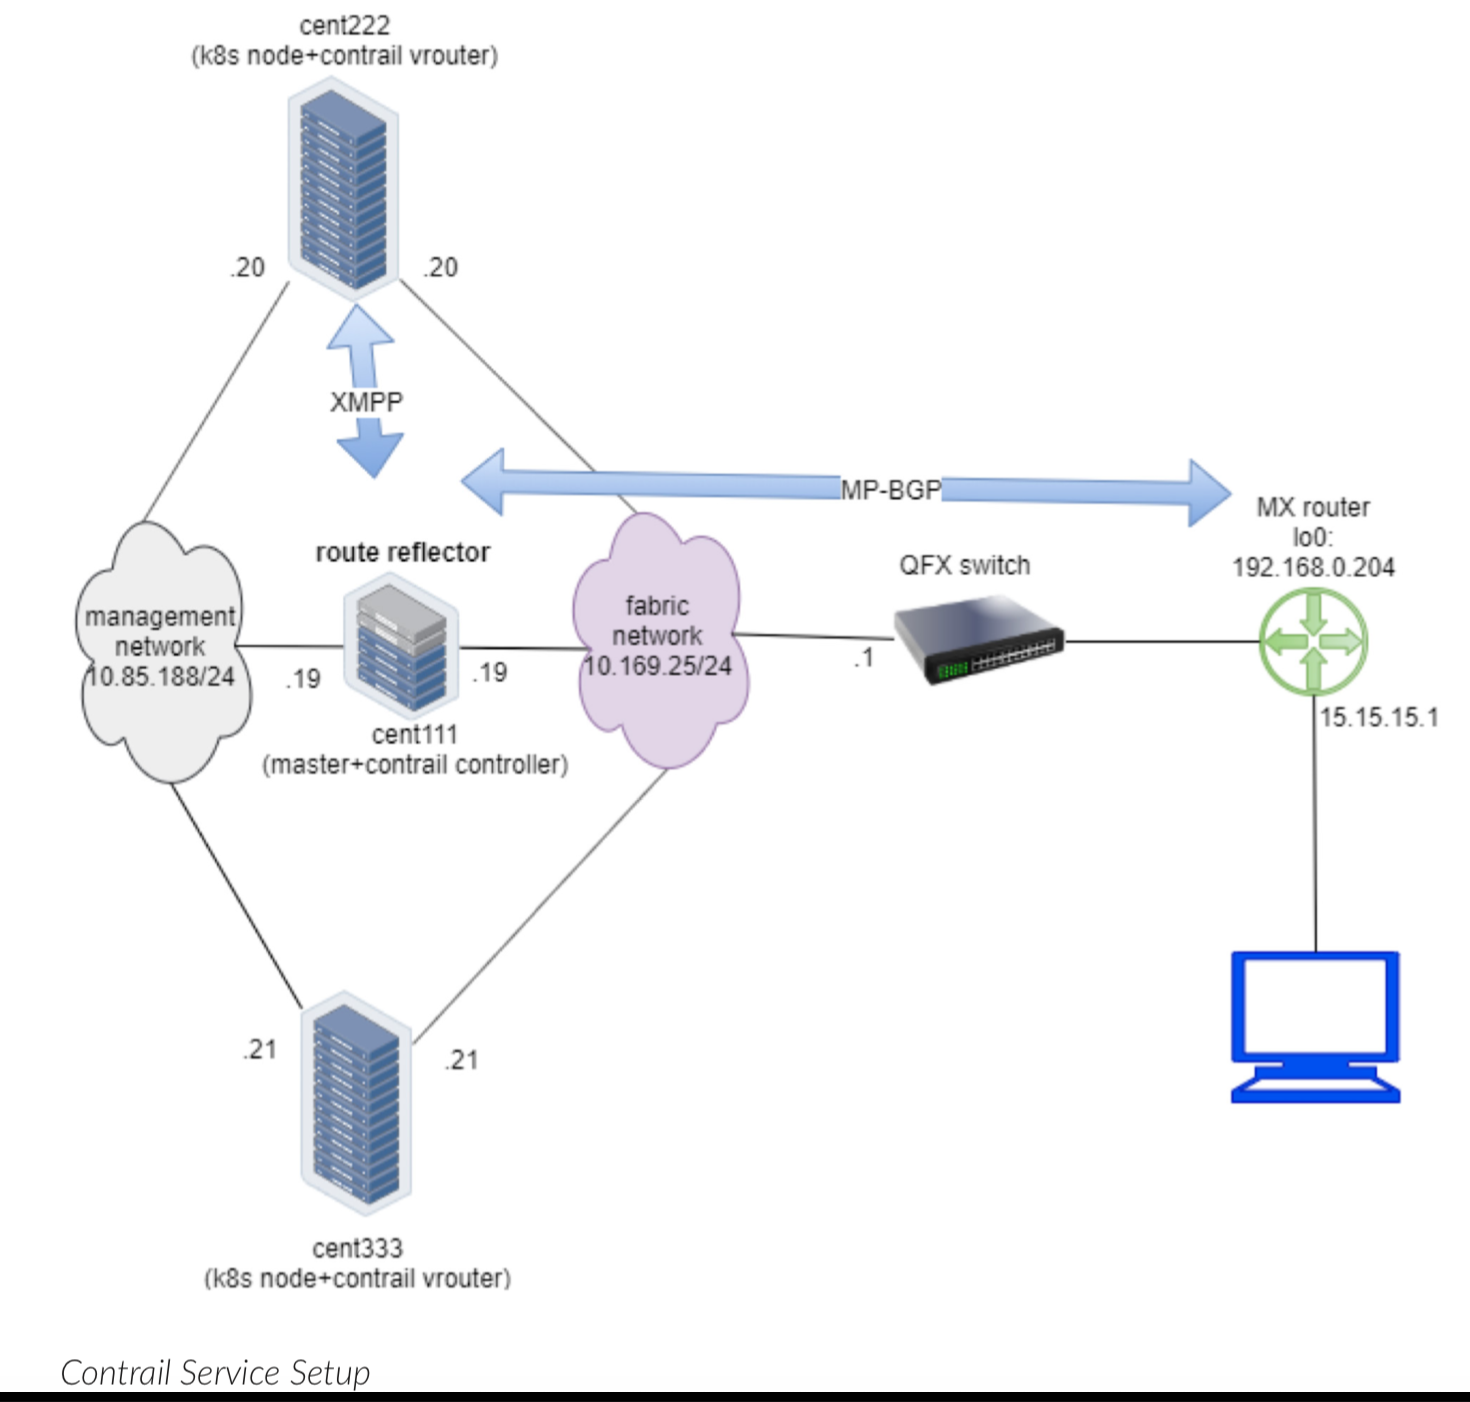 cent222
(k8s node+contrail vrouter)
.20
.20
XMPP
MP-BGP
MX router
lo0:
192.168.0.204
route reflector
QFX switch
management
network
10.85.188/24
fabric
network
10.169.25/24
.19
.19
.1
15.15.15.1
cent111
(master+contrail controller)
.21
.21
cent333
(k8s node+contrail vrouter)
Contrail Service Setup